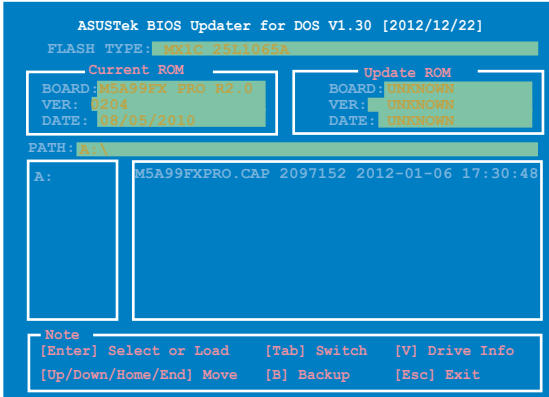 ASUSTek BIOS Updater for DOS V1.30 [2012/12/22]
FLASH TYPE: MX1C 25L1065A
Current ROM
BOARD: M5A99FX PRO R2.0
VER: 0204
DATE: 08/05/2010
Update ROM
BOARD: UNKNOWN
VER: UNKNOWN
DATE: UNKNOWN
PATH: A:\
A:
M5A99FXPRO.CAP 2097152 2012-01-06 17:30:48
Note
[Enter] Select or Load [Tab] Switch [V] Drive Info
[Up/Down/Home/End] Move [B] Backup [Esc] Exit